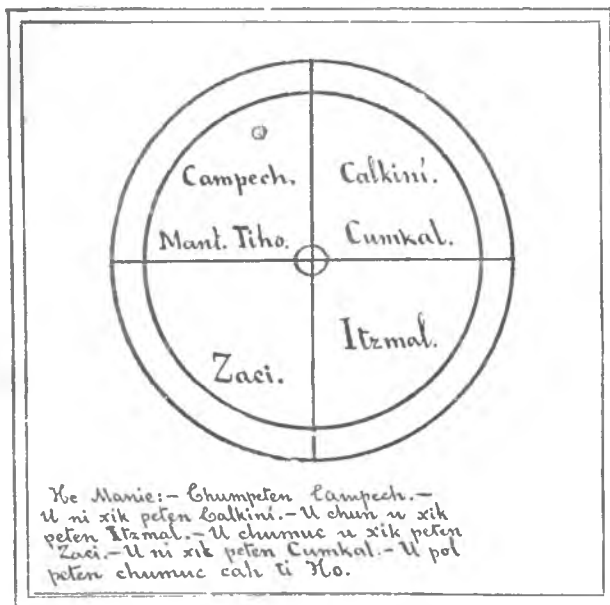 Campech.
Calkiní.
Mant. Tiho.
Cumkal.
Zaci.
Itzmal.
He Manie:- Chumpeten Campech.-
U ni xik peten Calkiní.- U chun u xik
peten Itzmal.- U chumuc u xik peten
Zaci.- U ni xik peten Cumkal.- U pol
peten chumuc cah ti Ho.